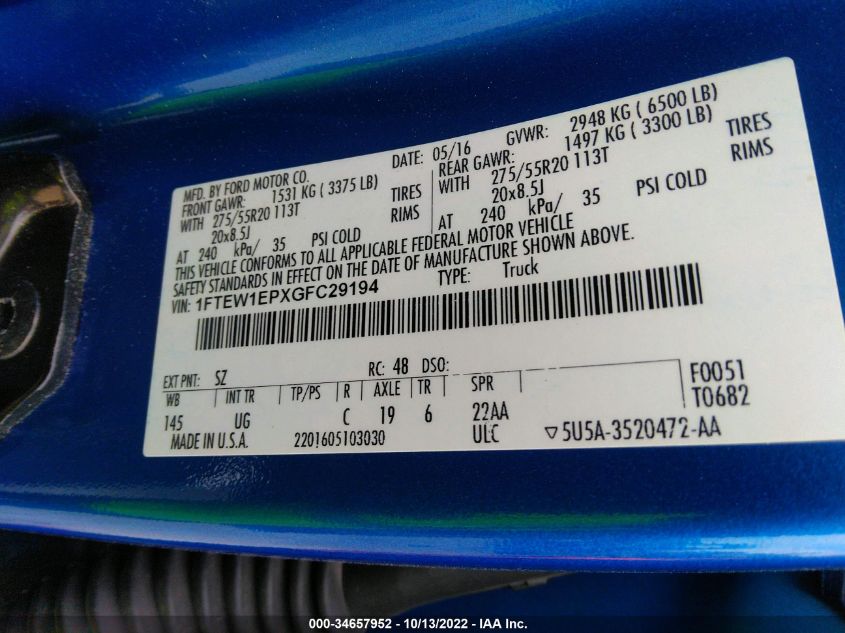 MFD. BY FORD MOTOR CO.
DATE: 05/16 GVWR: 2948 KG ( 6500 LB)
FRONT GAWR: 1531 KG ( 3375 LB)
REAR GAWR: 1497 KG ( 3300 LB)
WITH 275/55R20 113T TIRES
WITH 275/55R20 113T TIRES
20x8.5J RIMS
20x8.5J RIMS
AT 240 kPa/ 35 PSI COLD
AT 240 kPa/ 35 PSI COLD
THIS VEHICLE CONFORMS TO ALL APPLICABLE FEDERAL MOTOR VEHICLE
SAFETY STANDARDS IN EFFECT ON THE DATE OF MANUFACTURE SHOWN ABOVE.
VIN: 1FTEW1EPXGFC29194 TYPE: Truck
EXT PNT: SZ RC: 48 DSO:
WB INT TR TP/PS R AXLE TR SPR
145 UG C 19 6 22AA
F0051
T0682
MADE IN U.S.A. 2201605103030 ULC ▽5U5A-3520472-AA
000-34657952 - 10/13/2022 - IAA Inc.